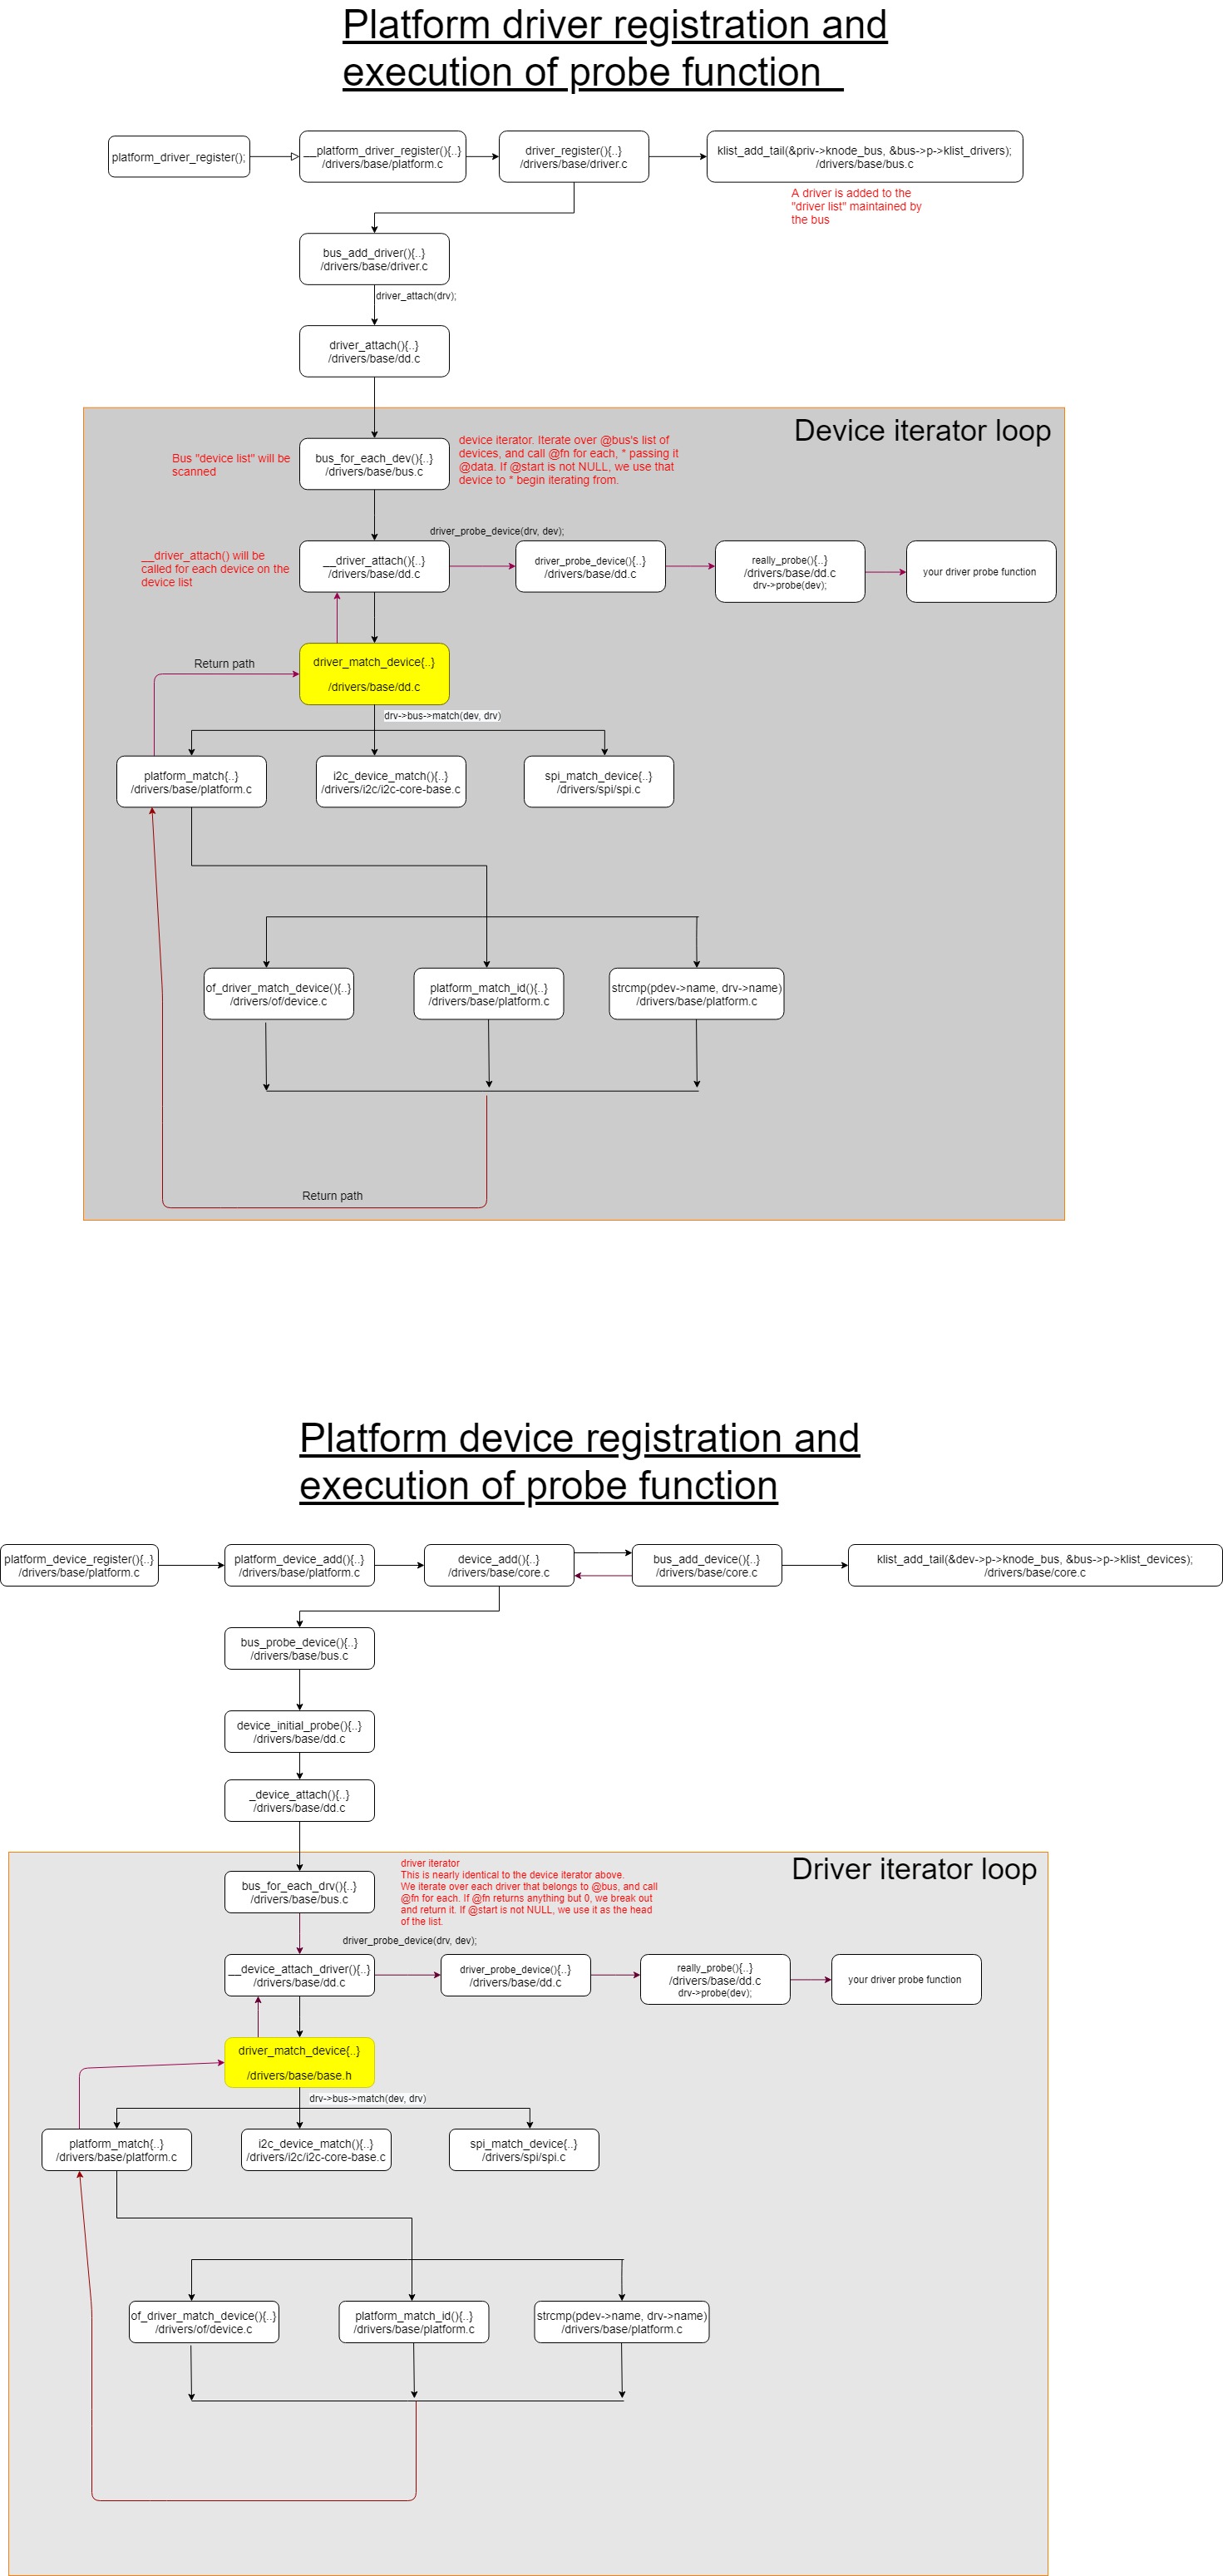 Platform driver registration and
execution of probe function
platform_driver_register();
__platform_driver_register(){..}
/drivers/base/platform.c
driver_register(){..}
/drivers/base/driver.c
klist_add_tail(&priv->knode_bus, &bus->p->klist_drivers);
/drivers/base/bus.c
A driver is added to the
"driver list" maintained by
the bus
bus_add_driver(){..}
/drivers/base/driver.c
driver_attach(drv);
driver_attach(){..}
/drivers/base/dd.c
Device iterator loop
Bus "device list" will be
scanned
bus_for_each_dev(){..}
/drivers/base/bus.c
device iterator. Iterate over @bus's list of
devices, and call @fn for each, * passing it
@data. If @start is not NULL, we use that
device to * begin iterating from.
driver_probe_device(drv, dev);
__driver_attach() will be
called for each device on the
device list
__driver_attach(){..}
/drivers/base/dd.c
driver_probe_device(){..}
/drivers/base/dd.c
really_probe(){..}
/drivers/base/dd.c
drv->probe(dev);
your driver probe function
Return path
driver_match_device{..}
/drivers/base/dd.c
drv->bus->match(dev, drv)
platform_match{..}
/drivers/base/platform.c
i2c_device_match(){..}
/drivers/i2c/i2c-core-base.c
spi_match_device{..}
/drivers/spi/spi.c
of_driver_match_device(){..}
/drivers/of/device.c
platform_match_id(){..}
/drivers/base/platform.c
strcmp(pdev->name, drv->name)
/drivers/base/platform.c
Return path
Platform device registration and
execution of probe function
platform_device_register(){..}
/drivers/base/platform.c
platform_device_add(){..}
/drivers/base/platform.c
device_add(){..}
/drivers/base/core.c
bus_add_device(){..}
/drivers/base/core.c
klist_add_tail(&dev->p->knode_bus, &bus->p->klist_devices);
/drivers/base/core.c
bus_probe_device(){..}
/drivers/base/bus.c
device_initial_probe(){..}
/drivers/base/dd.c
_device_attach(){..}
/drivers/base/dd.c
Driver iterator loop
bus_for_each_drv(){..}
/drivers/base/bus.c
driver iterator
This is nearly identical to the device iterator above.
We iterate over each driver that belongs to @bus, and call
@fn for each. If @fn returns anything but 0, we break out
and return it. If @start is not NULL, we use it as the head
of the list.
driver_probe_device(drv, dev);
__device_attach_driver(){..}
/drivers/base/dd.c
driver_probe_device(){..}
/drivers/base/dd.c
really_probe(){..}
/drivers/base/dd.c
drv->probe(dev);
your driver probe function
driver_match_device{..}
/drivers/base/base.h
drv->bus->match(dev, drv)
platform_match{..}
/drivers/base/platform.c
i2c_device_match(){..}
/drivers/i2c/i2c-core-base.c
spi_match_device{..}
/drivers/spi/spi.c
of_driver_match_device(){..}
/drivers/of/device.c
platform_match_id(){..}
/drivers/base/platform.c
strcmp(pdev->name, drv->name)
/drivers/base/platform.c